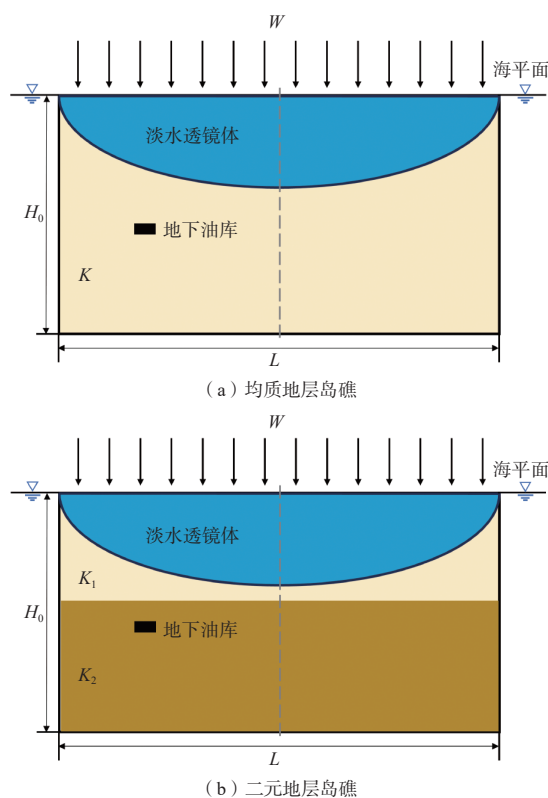 W
海平面
淡水透镜体
H₀
地下油库
K
L
（a）均质地层岛礁
W
海平面
淡水透镜体
K₁
H₀
地下油库
K₂
L
（b）二元地层岛礁